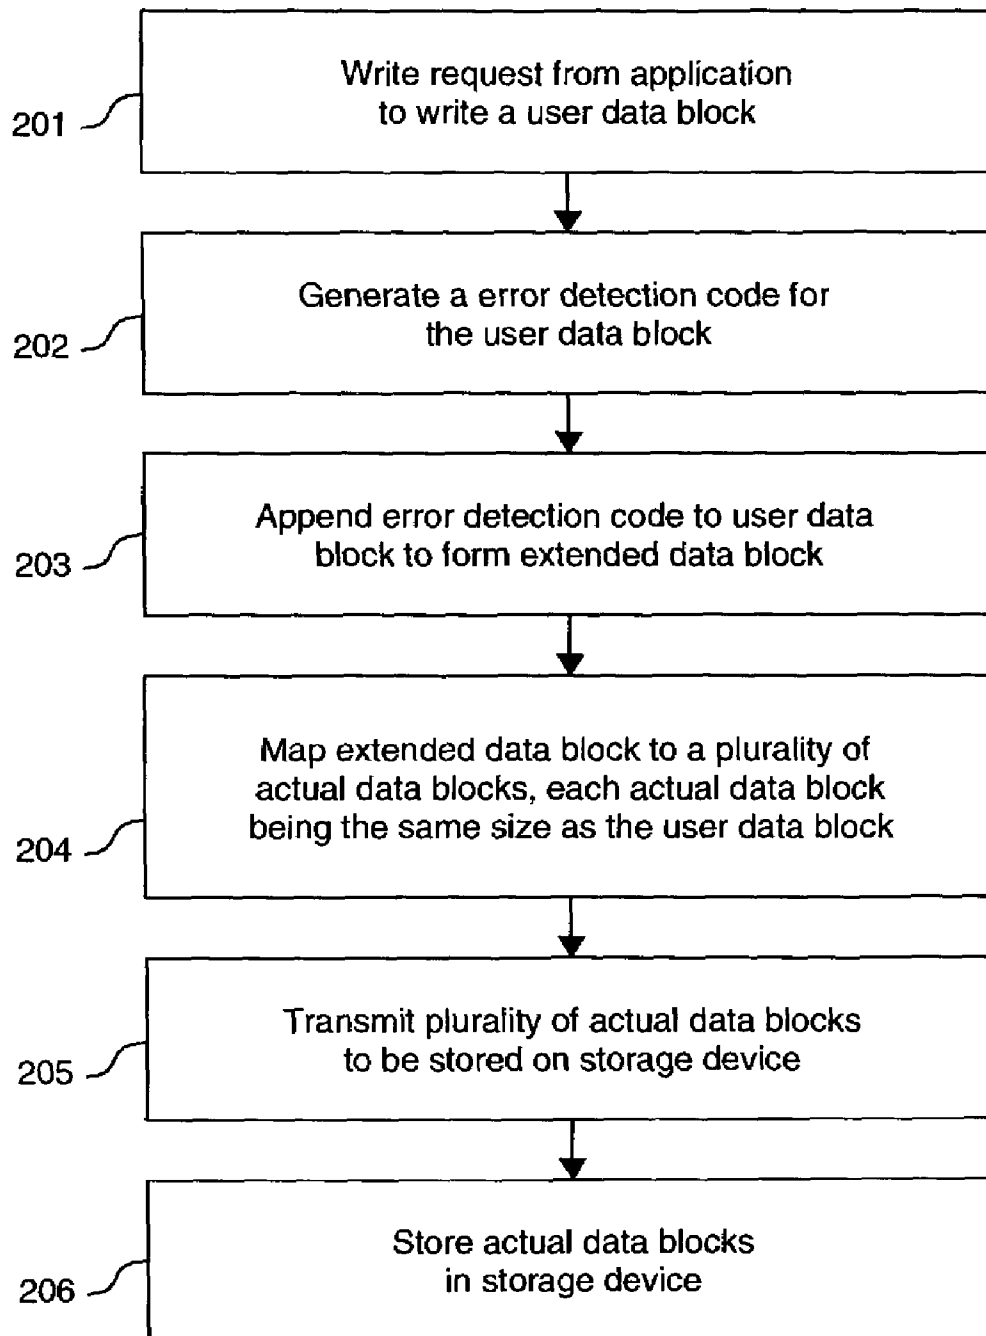 Write request from application
to write a user data block
201
Generate a error detection code for
the user data block
202
Append error detection code to user data
block to form extended data block
203
Map extended data block to a plurality of
actual data blocks, each actual data block
being the same size as the user data block
204
Transmit plurality of actual data blocks
to be stored on storage device
205
Store actual data blocks
in storage device
206